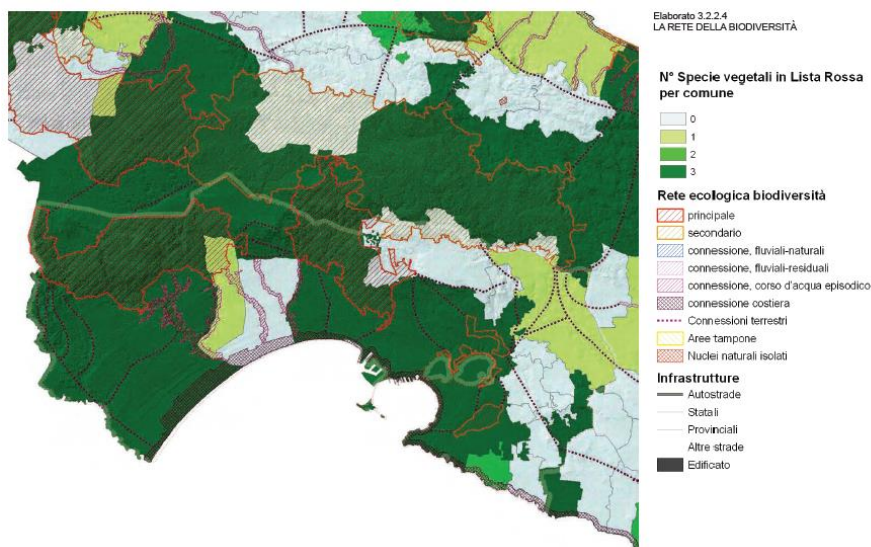 Elaborato 3.2.2.4
LA RETE DELLA BIODIVERSITÀ
N° Specie vegetali in Lista Rossa
per comune
0
1
2
3
Rete ecologica biodiversità
principale
secondario
connessione, fluviali-naturali
connessione, fluviali-residuali
connessione, corso d'acqua episodico
connessione costiera
Connessioni terrestri
Aree tampone
Nuclei naturali isolati
Infrastrutture
Autostrade
Statali
Provinciali
Altre strade
Edificato